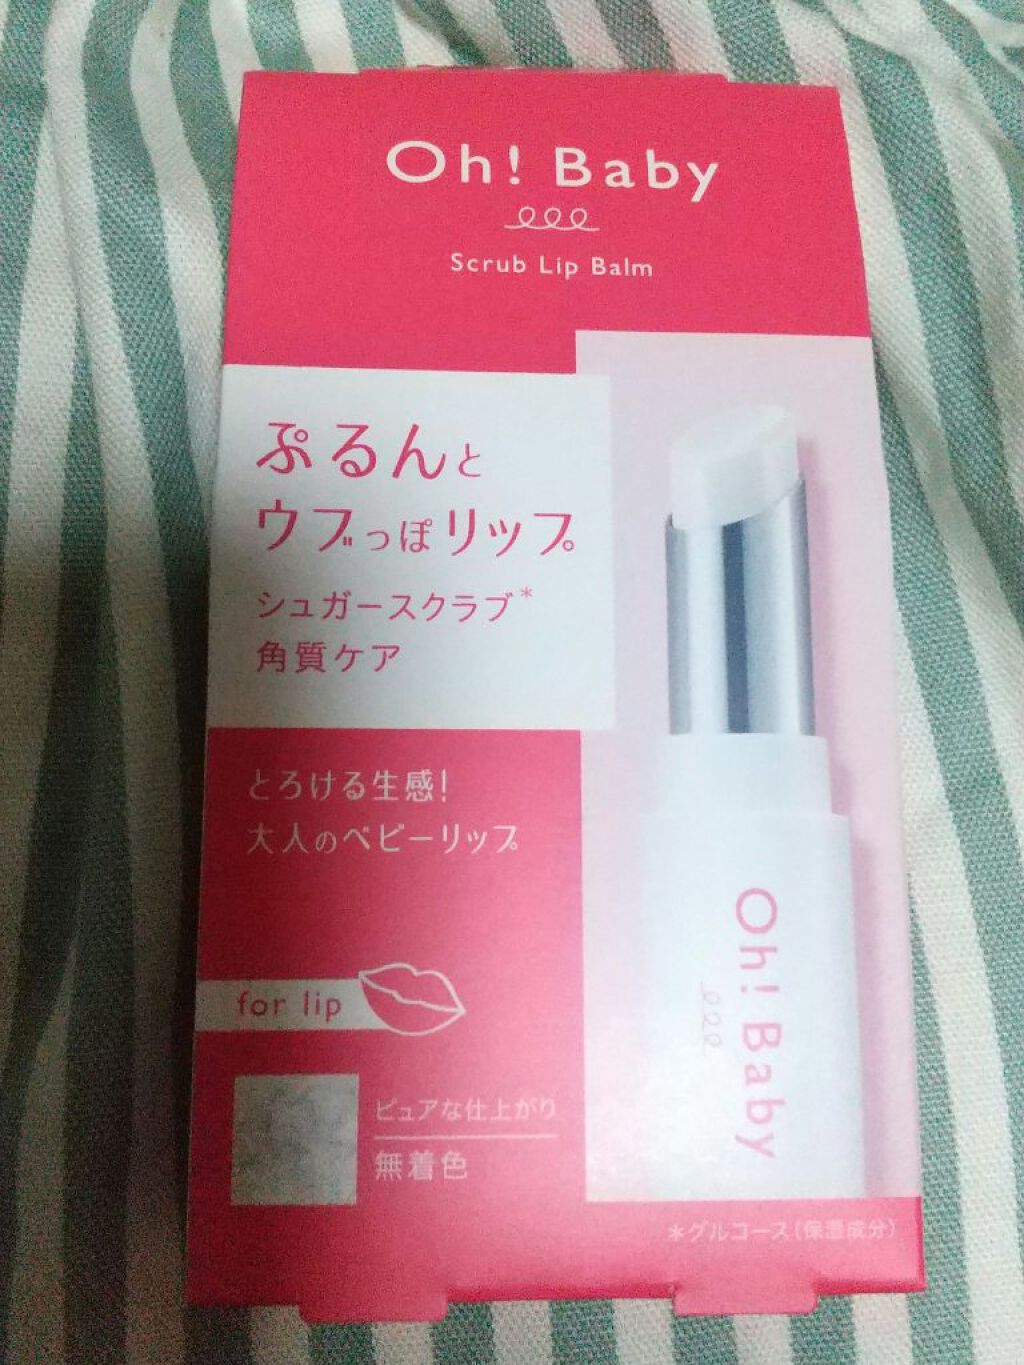 Oh! Baby
Scrub Lip Balm
ぷるんと
ウブっぽリップ。
シュガースクラブ*
角質ケア
とろける生感!
大人のベビーリップ。
for lip
ピュアな仕上がり
無着色
Oh! Baby
*グルコース(保湿成分)